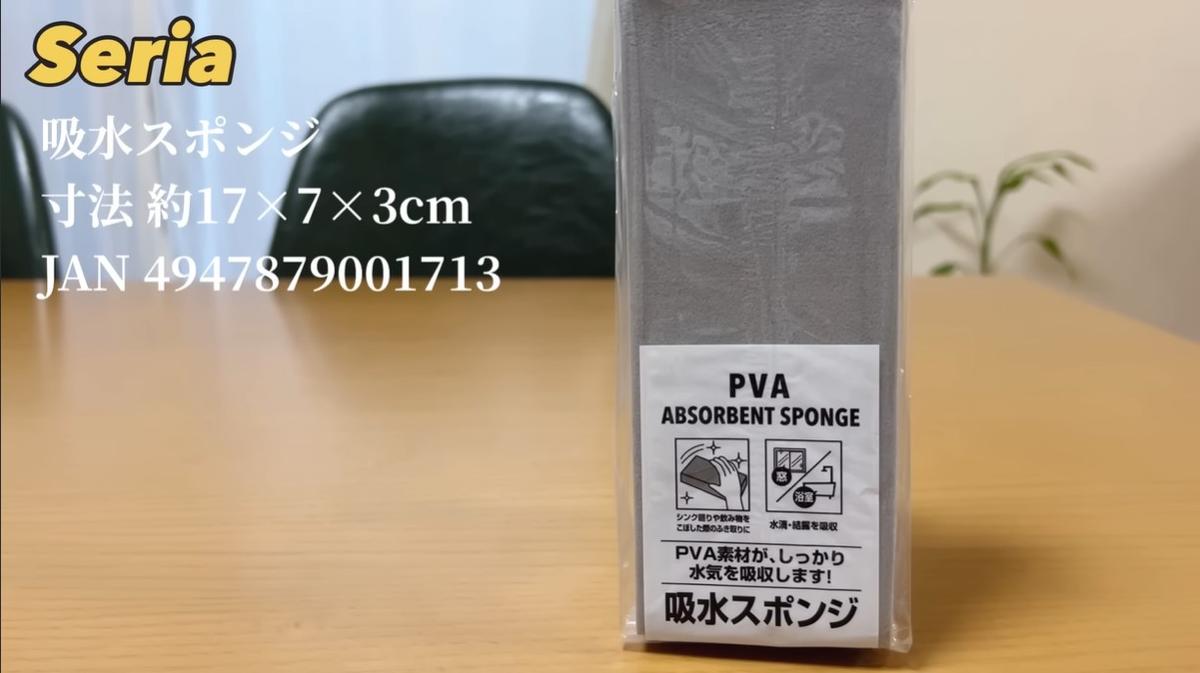 Seria
吸水スポンジ
寸法 約17×7×3cm
JAN 4947879001713
PVA
ABSORBENT SPONGE
窓
浴室
シンク廻りや飲み物を
こぼした際のふき取りに
水滴・結露を吸収
PVA素材が、しっかり
水気を吸収します!
吸水スポンジ